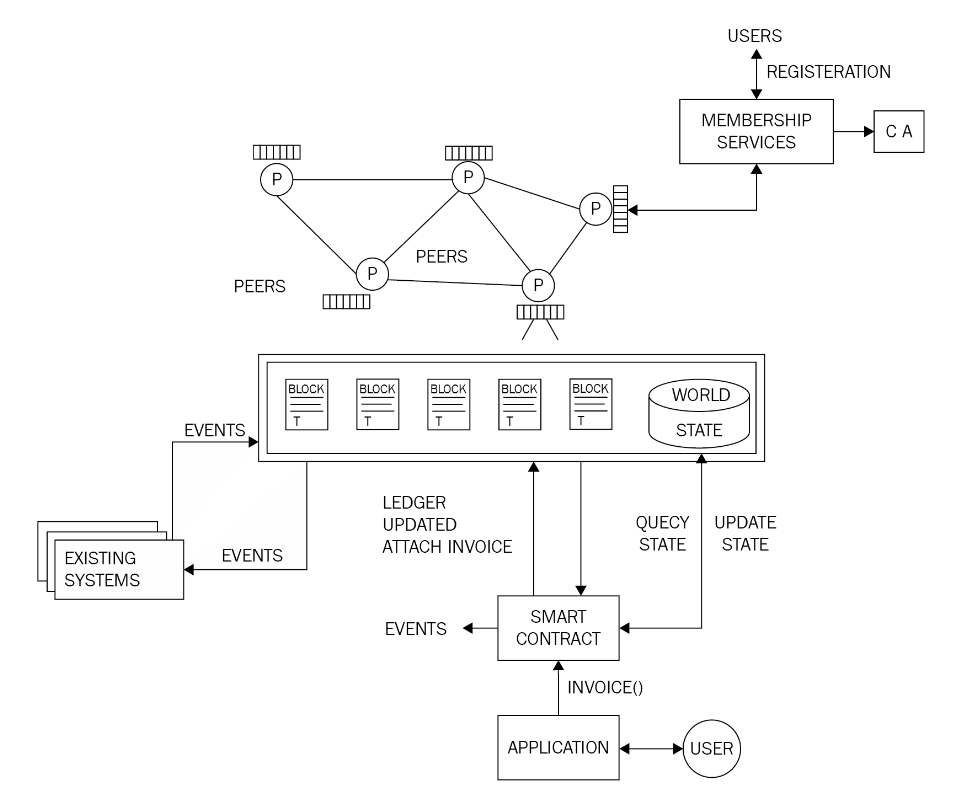 USERS
REGISTERATION
MEMBERSHIP
SERVICES
C A
P
P
P
PEERS
P
PEERS
P
BLOCK
T
BLOCK
T
BLOCK
T
BLOCK
T
BLOCK
T
WORLD
STATE
EVENTS
LEDGER
UPDATED
ATTACH INVOICE
QUECY
STATE
UPDATE
STATE
EVENTS
EXISTING
SYSTEMS
SMART
CONTRACT
EVENTS
INVOICE()
APPLICATION
USER